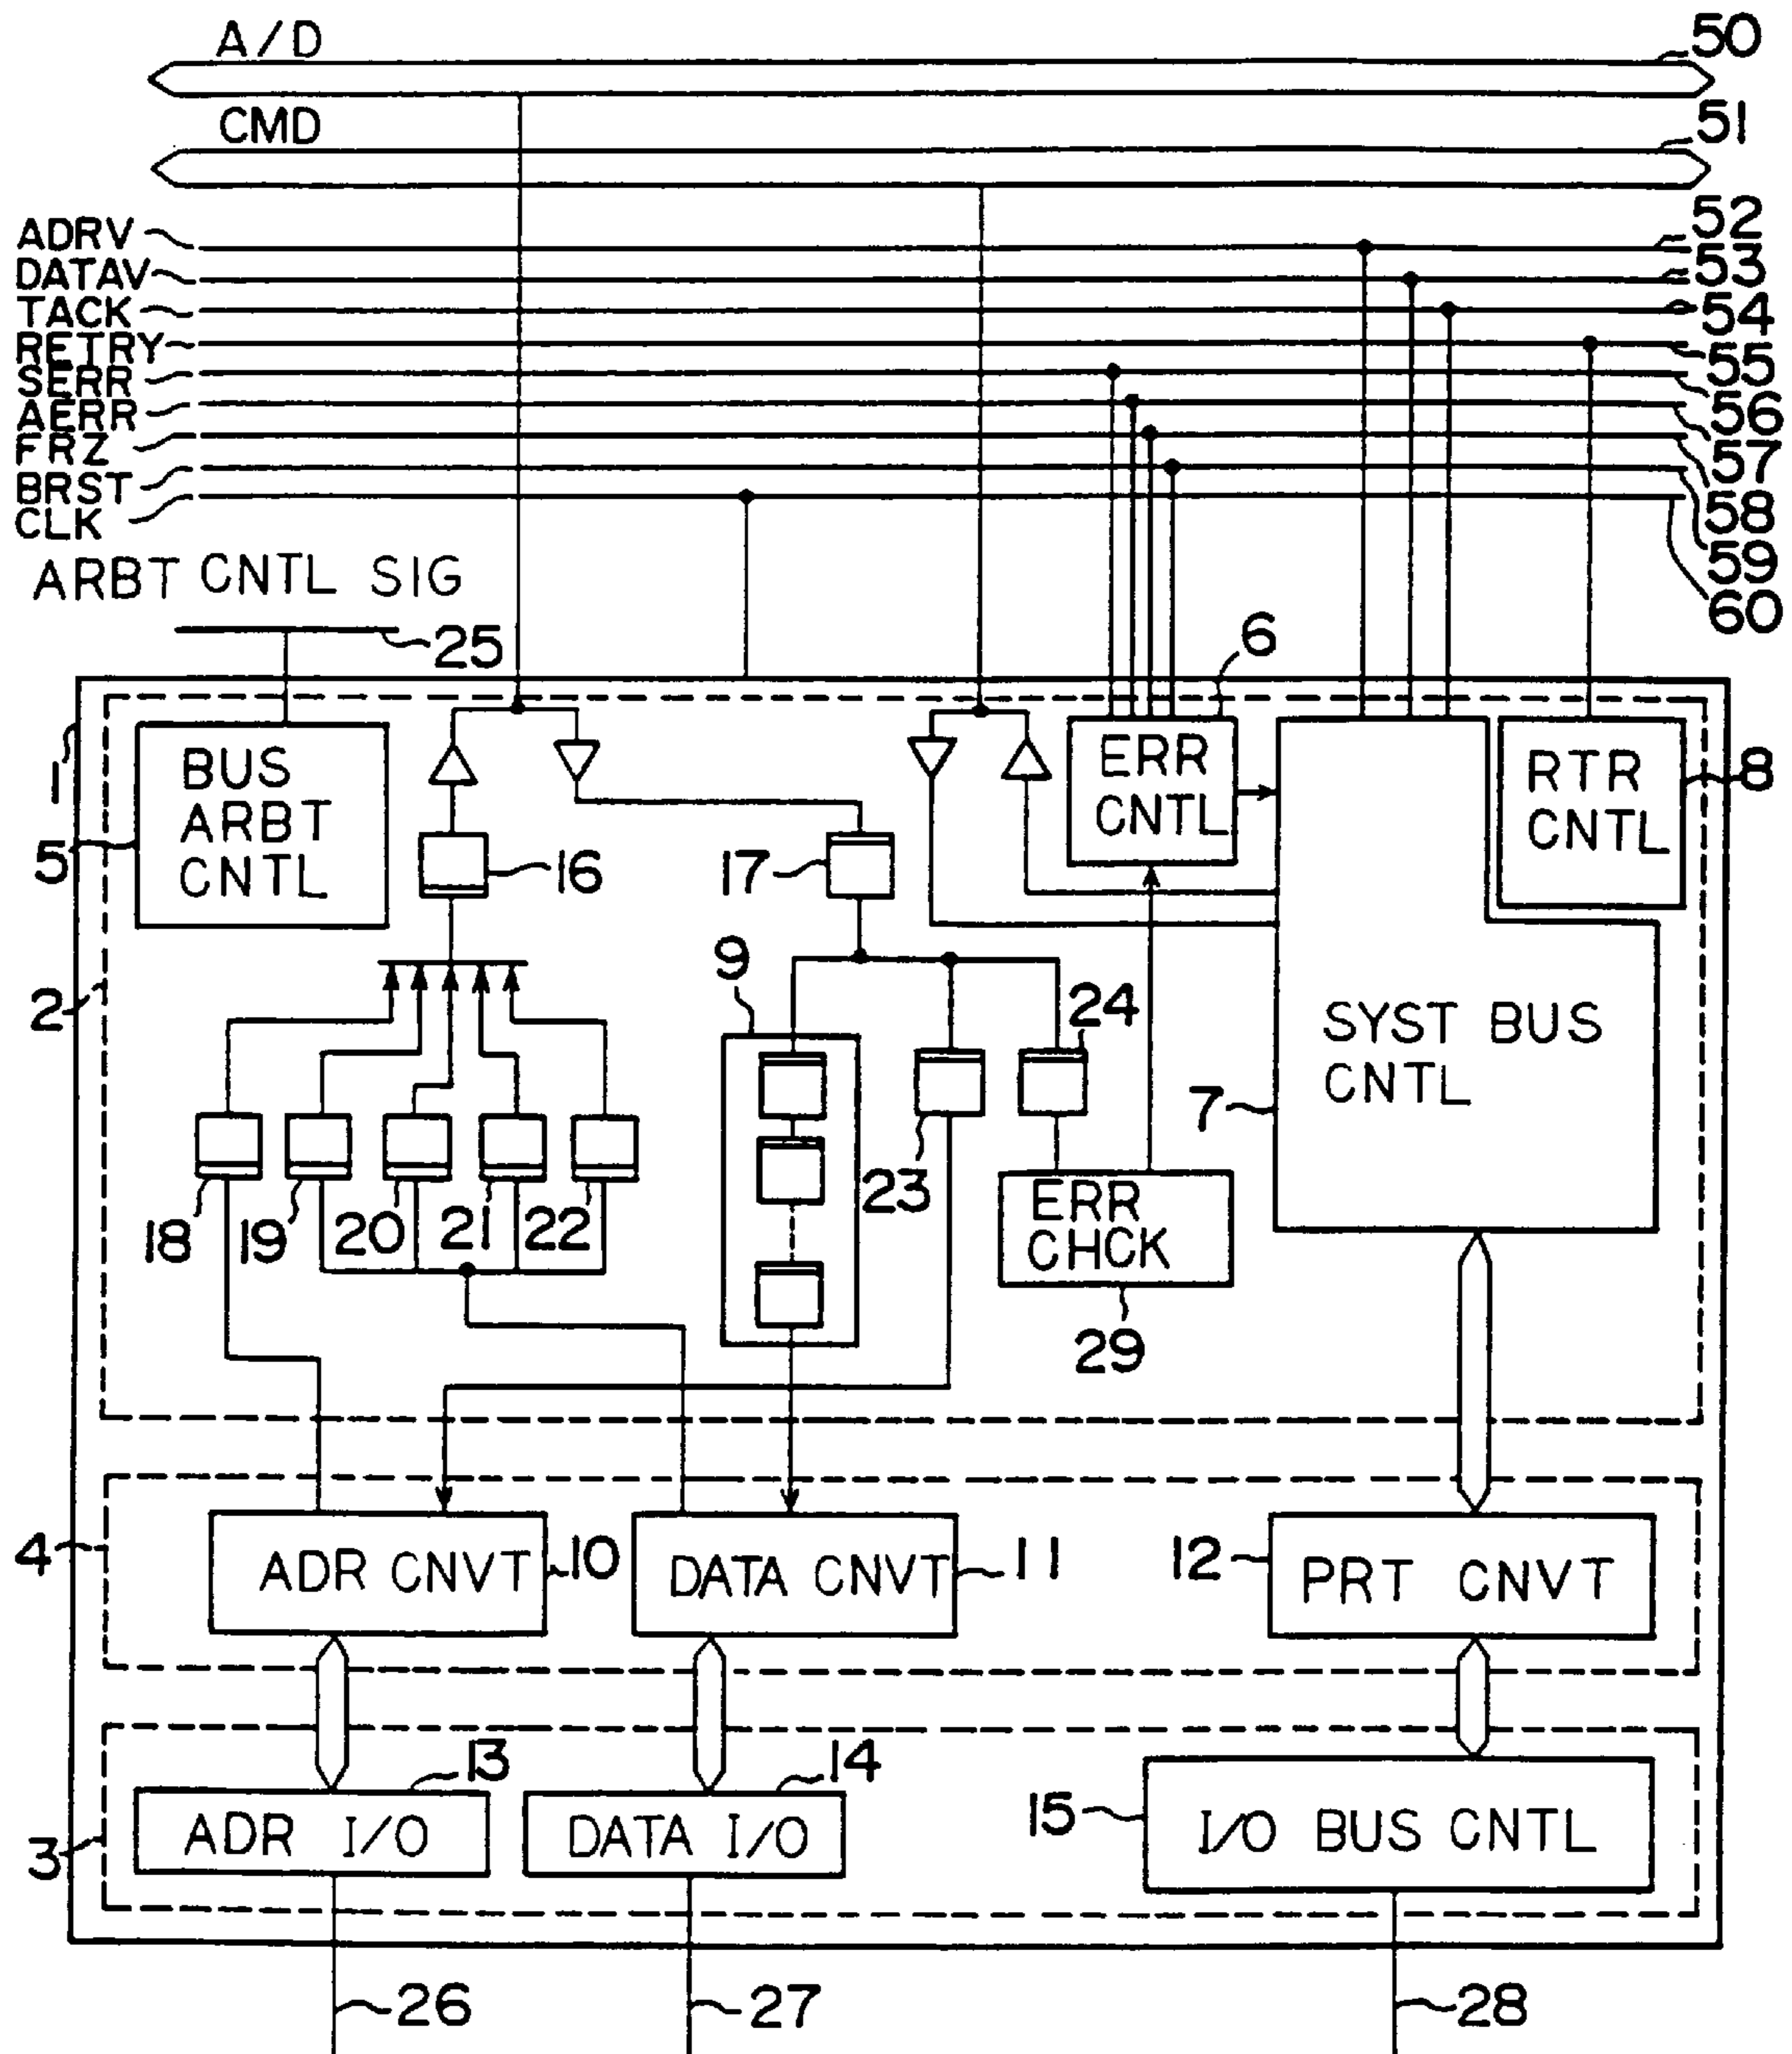 A/D
50
CMD
51
ADRV
52
DATAV
53
TACK
54
RETRY
55
SERR
56
AERR
57
FRZ
58
BRST
59
CLK
60
ARBT CNTL SIG
25
6
1
BUS
ARBT
CNTL
5
16
17
ERR
CNTL
RTR
CNTL
8
2
9
24
SYST BUS
CNTL
7
18
19
20
21
22
23
ERR
CHCK
29
4
ADR CNVT
10
DATA CNVT
11
12
PRT CNVT
3
13
ADR I/O
14
DATA I/O
15
I/O BUS CNTL
26
27
28